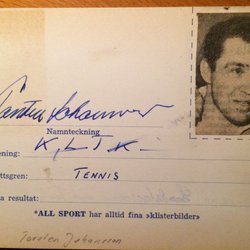 Torsten Johansson
Namnteckning
K.L.T.K.
ening:
ttsgren: TENNIS
a resultat:
*ALL SPORT har alltid fina »klisterbilder»
Torsten Johansson